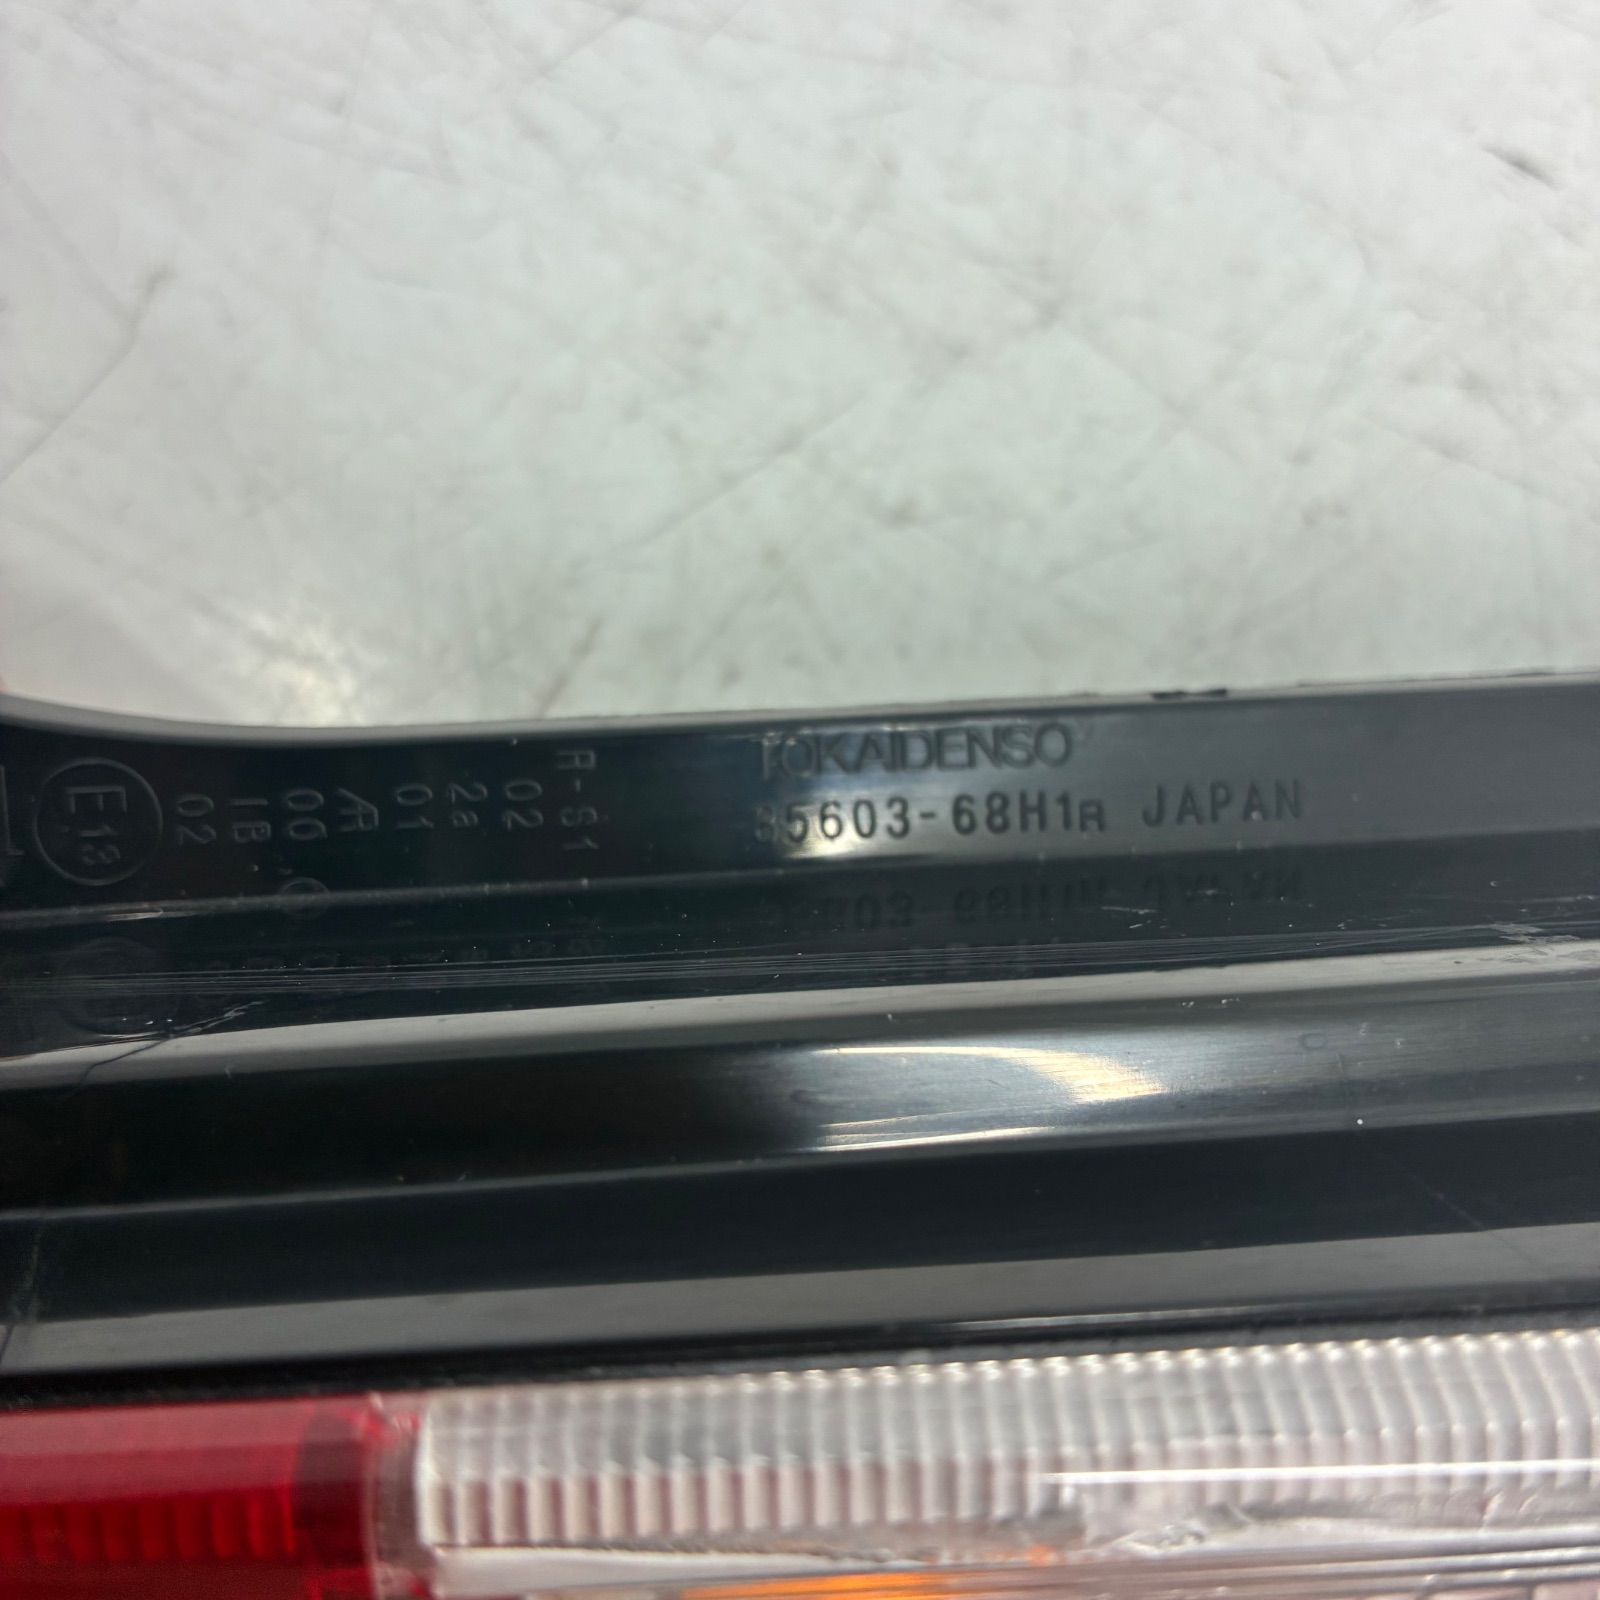 E13
02
IB
00
AR
01
2a
02
R-S1
TOKAIDENSO
35603-68H1R JAPAN